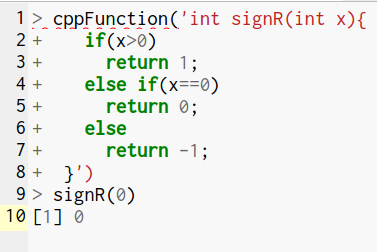 1 > cppFunction('int signR(int x){
2 +     if(x>0)
3 +       return 1;
4 +     else if(x==0)
5 +       return 0;
6 +     else
7 +       return -1;
8 +  }')
9 > signR(0)
10 [1] 0